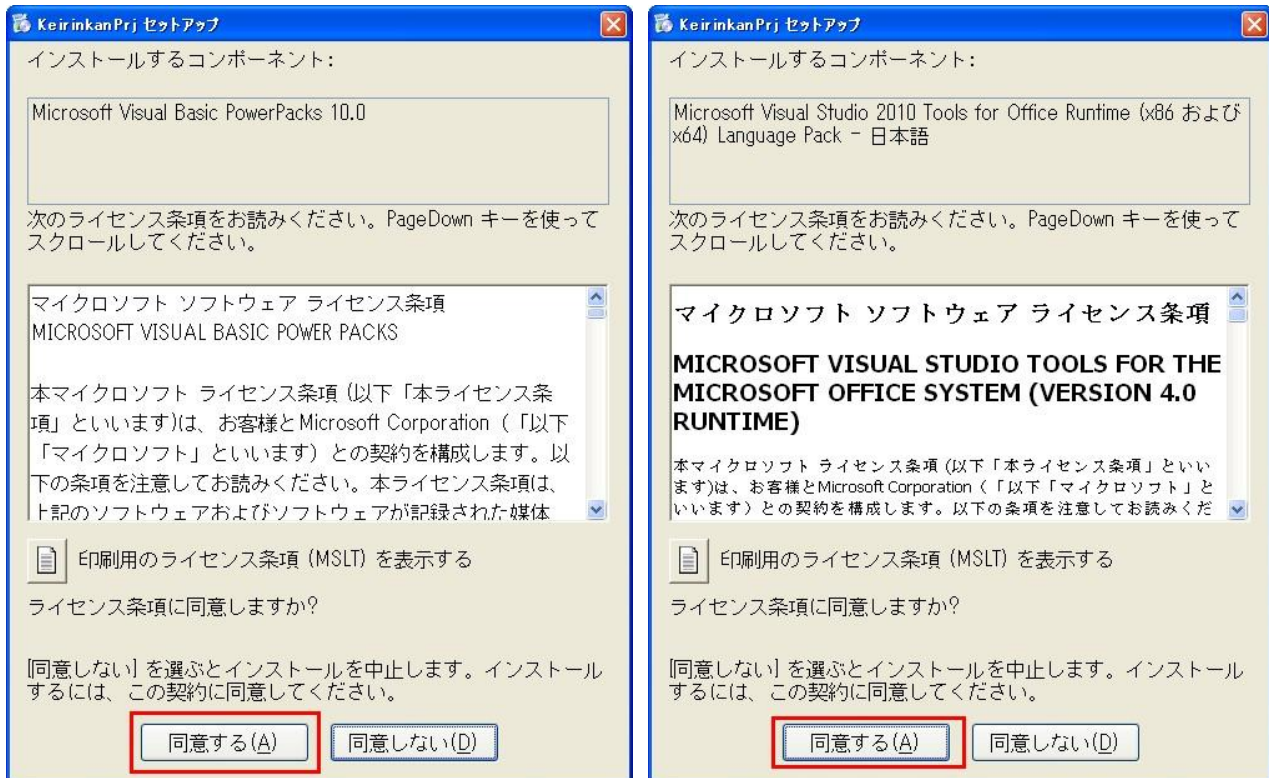 KeirinkanPrj セットアップ
インストールするコンポーネント:
Microsoft Visual Basic PowerPacks 10.0
次のライセンス条項をお読みください。PageDown キーを使って
スクロールしてください。
マイクロソフト ソフトウェア ライセンス条項
MICROSOFT VISUAL BASIC POWER PACKS
本マイクロソフト ライセンス条項 (以下「本ライセンス条
項」といいます)は、お客様とMicrosoft Corporation (「以下
「マイクロソフト」といいます) との契約を構成します。以
下の条項を注意してお読みください。本ライセンス条項は、
上記のソフトウェアおよびソフトウェアが記録された媒体
印刷用のライセンス条項 (MSLT) を表示する
ライセンス条項に同意しますか?
[同意しない] を選ぶとインストールを中止します。インストール
するには、この契約に同意してください。
同意する(A)
同意しない(D)
KeirinkanPrj セットアップ
インストールするコンポーネント:
Microsoft Visual Studio 2010 Tools for Office Runtime (x86 および
x64) Language Pack - 日本語
次のライセンス条項をお読みください。PageDown キーを使って
スクロールしてください。
マイクロソフト ソフトウェア ライセンス条項
MICROSOFT VISUAL STUDIO TOOLS FOR THE
MICROSOFT OFFICE SYSTEM (VERSION 4.0
RUNTIME)
本マイクロソフト ライセンス条項 (以下「本ライセンス条項」といい
ます)は、お客様とMicrosoft Corporation (「以下「マイクロソフト」と
いいます) との契約を構成します。以下の条項を注意してお読みくだ
印刷用のライセンス条項 (MSLT) を表示する
ライセンス条項に同意しますか?
[同意しない] を選ぶとインストールを中止します。インストール
するには、この契約に同意してください。
同意する(A)
同意しない(D)